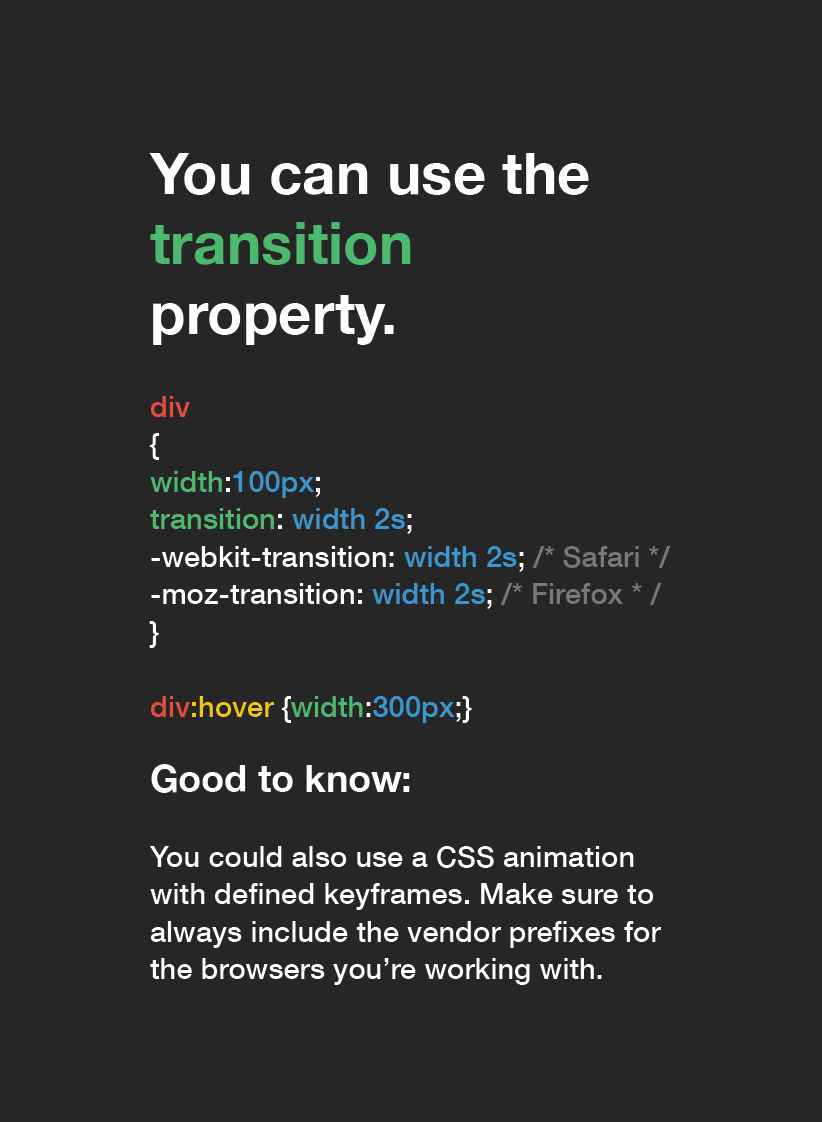 You can use the
transition
property.
div
{
width:100px;
transition: width 2s;
-webkit-transition: width 2s; /* Safari */
-moz-transition: width 2s; /* Firefox * /
}
div:hover {width:300px;}
Good to know:
You could also use a CSS animation
with defined keyframes. Make sure to
always include the vendor prefixes for
the browsers you’re working with.